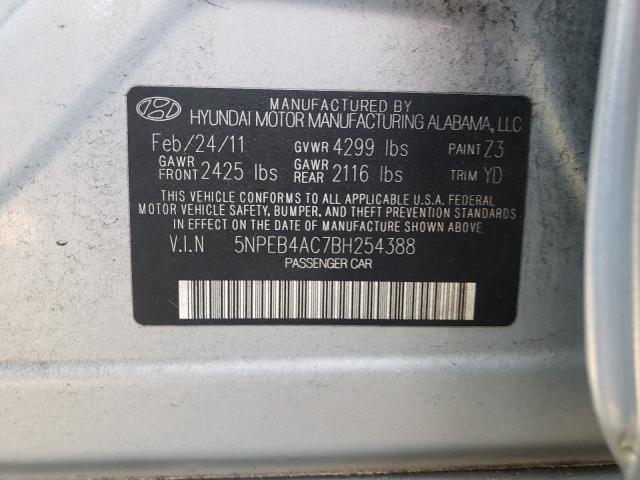 MANUFACTURED BY
HYUNDAI MOTOR MANUFACTURING ALABAMA, LLC
Feb/24/11 GVWR 4299 lbs PAINT Z3
GAWR FRONT 2425 lbs GAWR REAR 2116 lbs TRIM YD
THIS VEHICLE CONFORMS TO ALL APPLICABLE U.S.A. FEDERAL
MOTOR VEHICLE SAFETY, BUMPER, AND THEFT PREVENTION STANDARDS
IN EFFECT ON THE DATE OF MANUFACTURE SHOWN ABOVE.
V.I.N 5NPEB4AC7BH254388
PASSENGER CAR